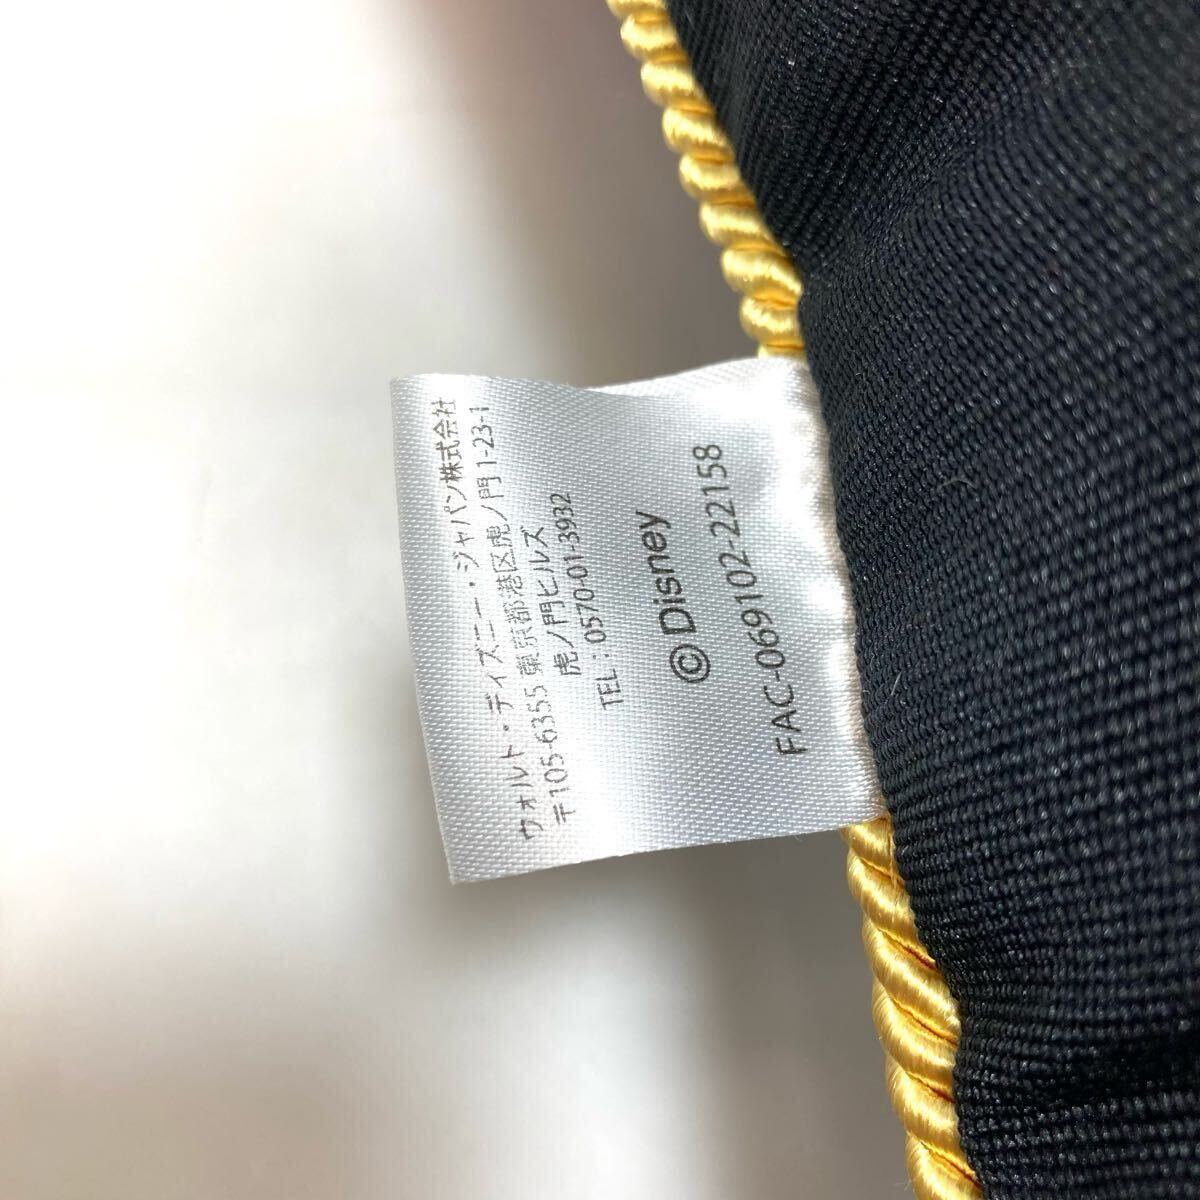 ウォルト・ディズニー・ジャパン株式会社
〒105-6355 東京都港区虎ノ門1-23-1
虎ノ門ヒルズ
TEL : 0570-01-3932
©Disney
FAC-069102-22158